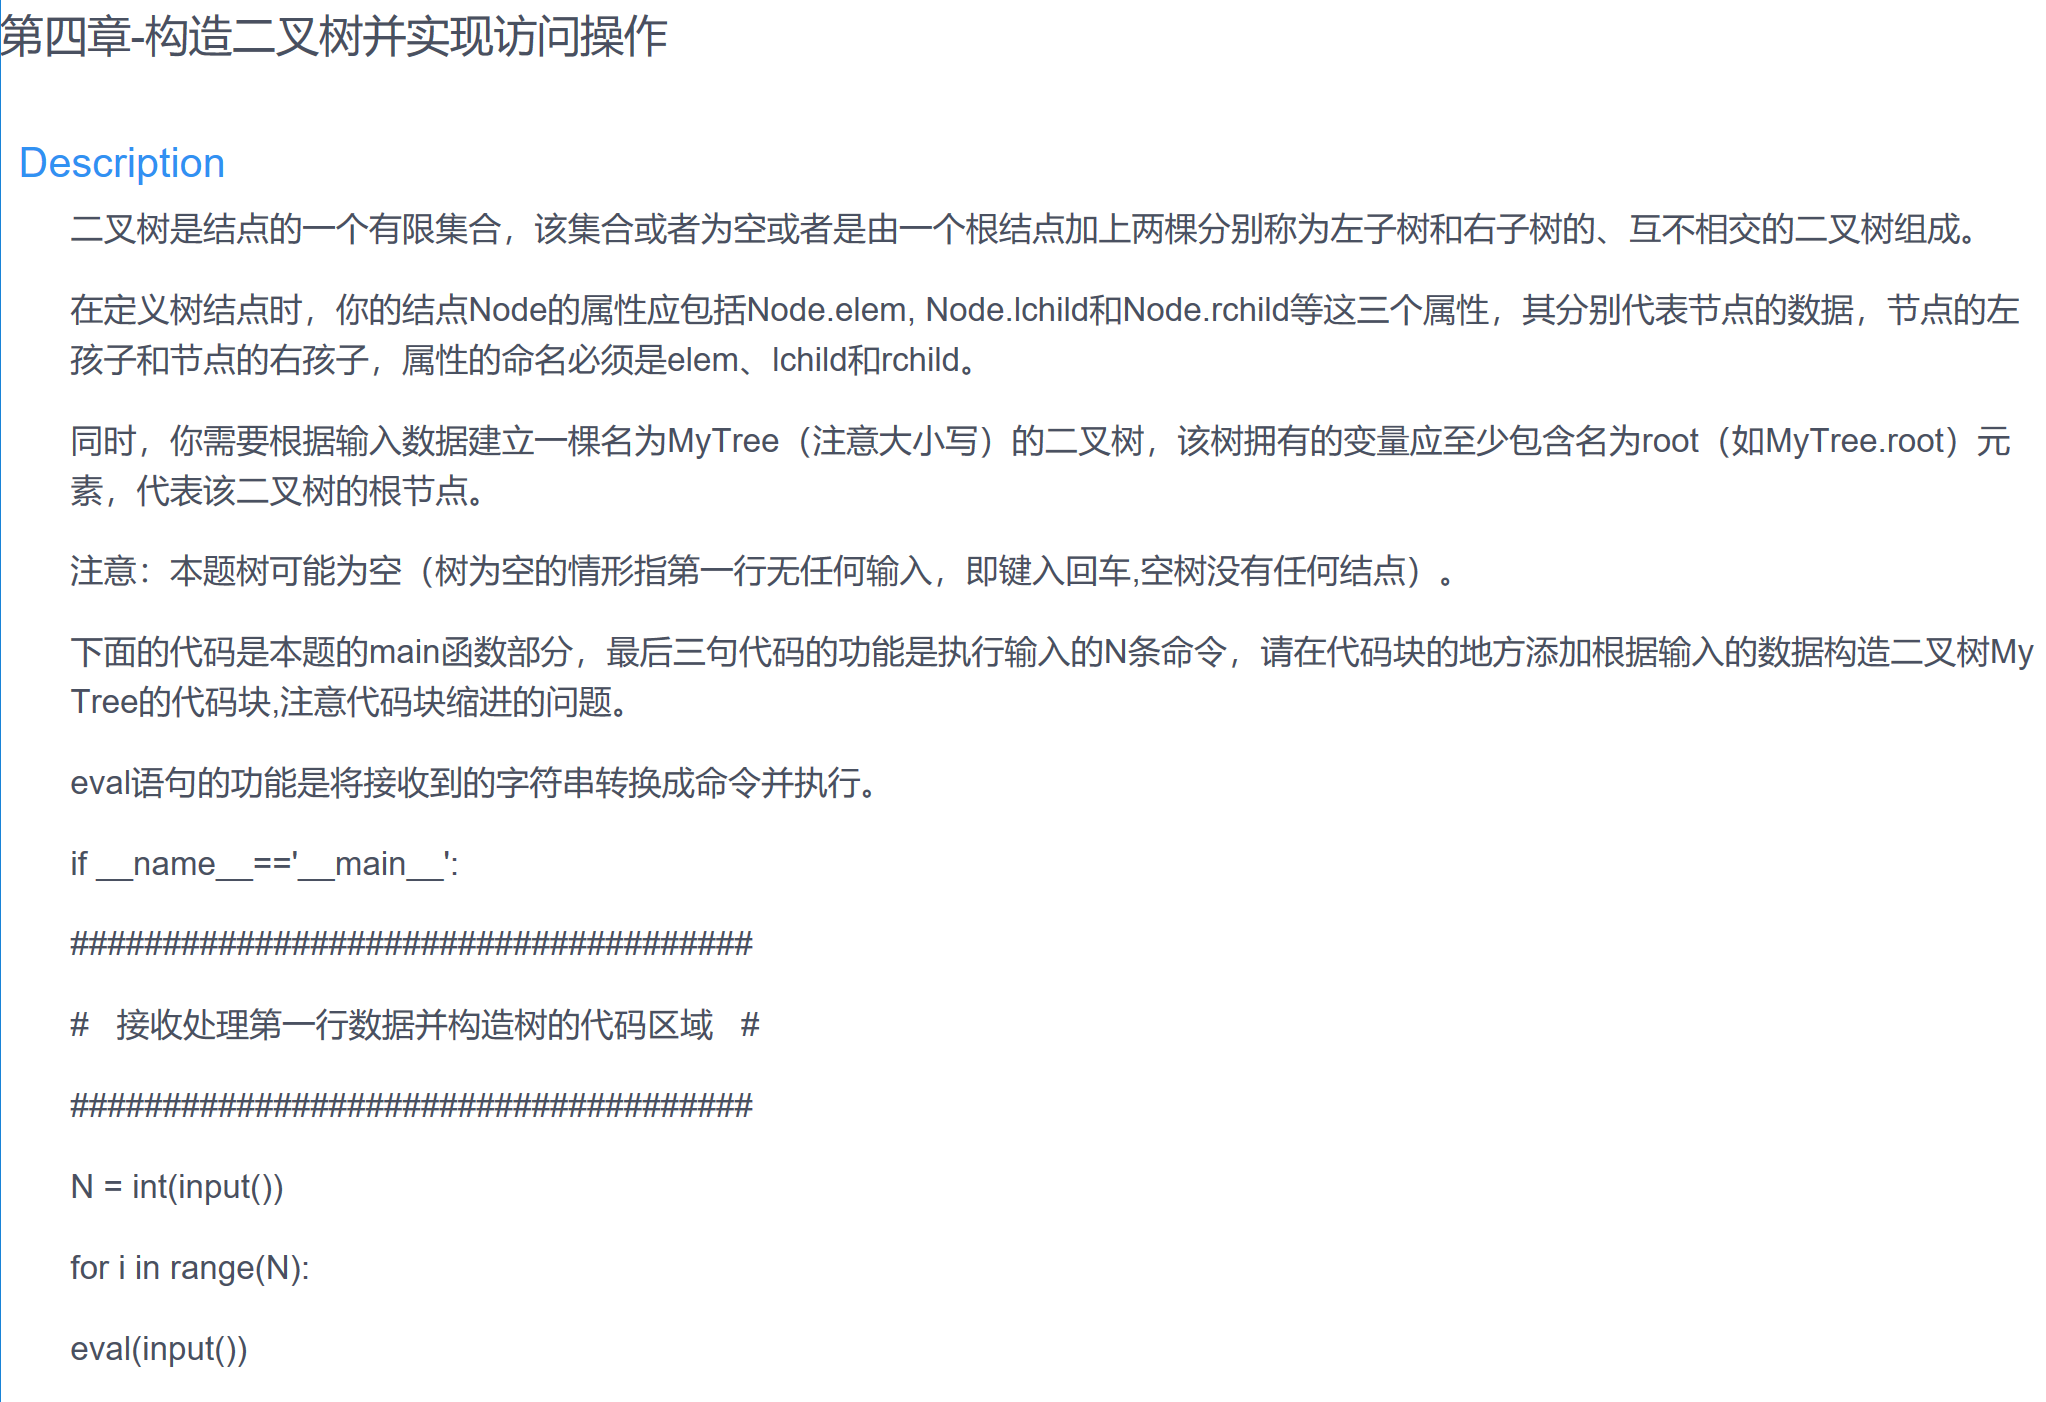 第四章-构造二叉树并实现访问操作
Description
二叉树是结点的一个有限集合，该集合或者为空或者是由一个根结点加上两棵分别称为左子树和右子树的、互不相交的二叉树组成。
在定义树结点时，你的结点Node的属性应包括Node.elem, Node.lchild和Node.rchild等这三个属性，其分别代表节点的数据，节点的左
孩子和节点的右孩子，属性的命名必须是elem、lchild和rchild。
同时，你需要根据输入数据建立一棵名为MyTree（注意大小写）的二叉树，该树拥有的变量应至少包含名为root（如MyTree.root）元
素，代表该二叉树的根节点。
注意：本题树可能为空（树为空的情形指第一行无任何输入，即键入回车,空树没有任何结点）。
下面的代码是本题的main函数部分，最后三句代码的功能是执行输入的N条命令，请在代码块的地方添加根据输入的数据构造二叉树My
Tree的代码块,注意代码块缩进的问题。
eval语句的功能是将接收到的字符串转换成命令并执行。
if __name__=='__main__':
#####################################
#   接收处理第一行数据并构造树的代码区域   #
#####################################
N = int(input())
for i in range(N):
eval(input())